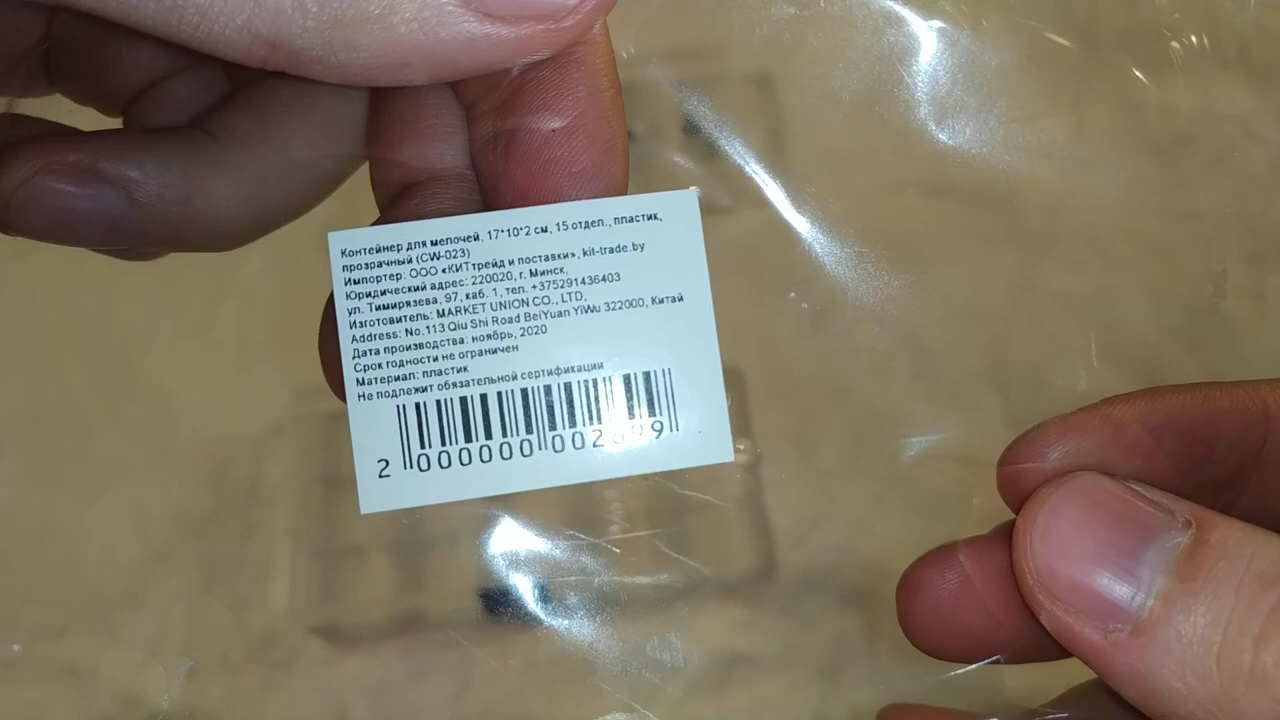 Контейнер для мелочей, 17*10*2 см, 15 отдел., пластик,
прозрачный (CW-023)
Импортер: ООО «КИТтрейд и поставки», kit-trade.by
Юридический адрес: 220020, г. Минск,
ул. Тимирязева, 97, каб. 1, тел. +375291436403
Изготовитель: MARKET UNION CO., LTD,
Address: No.113 Qiu Shi Road BeiYuan YiWu 322000, Китай
Дата производства: ноябрь, 2020
Срок годности не ограничен
Материал: пластик
Не подлежит обязательной сертификации
2 000000 002699